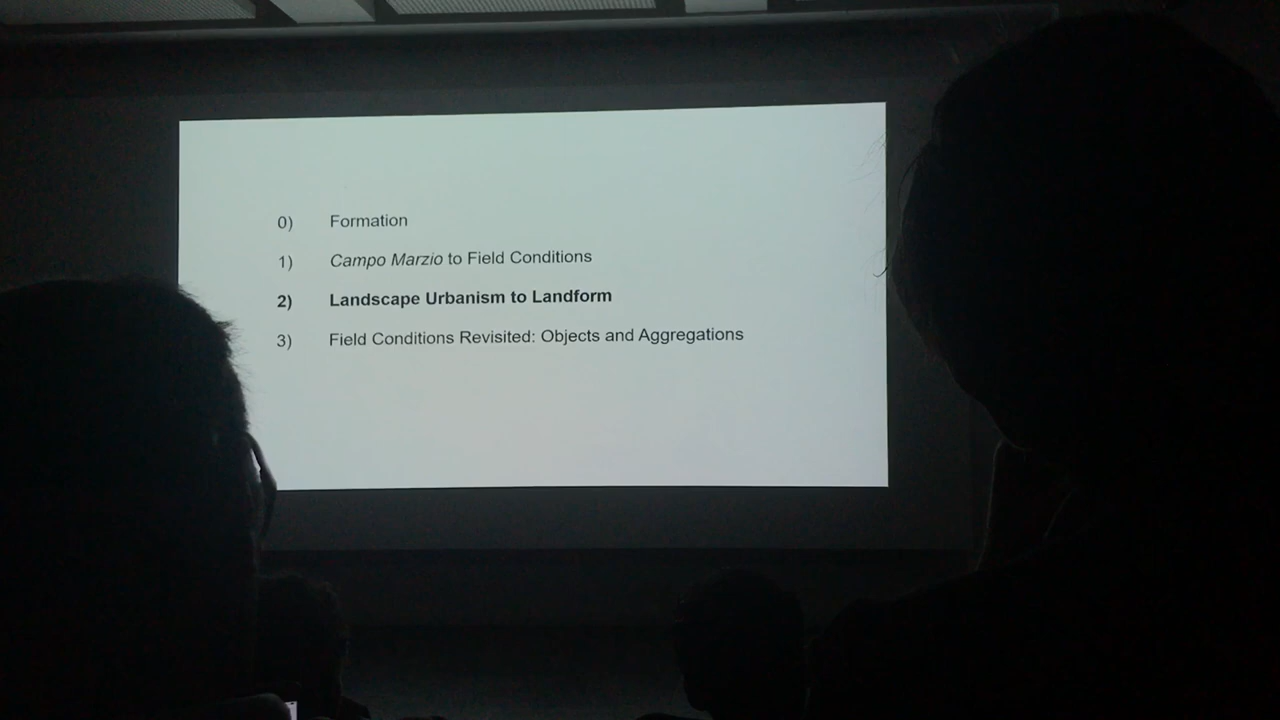 0) Formation
1) Campo Marzio to Field Conditions
2) Landscape Urbanism to Landform
3) Field Conditions Revisited: Objects and Aggregations